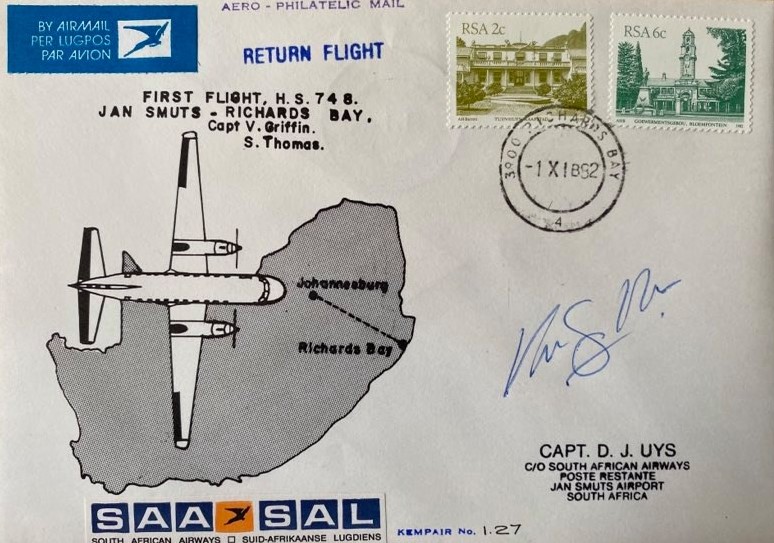 AERO - PHILATELIC MAIL
BY AIRMAIL
PER LUGPOS
PAR AVION
RETURN FLIGHT
RSA 2c
RSA 6c
FIRST FLIGHT, H.S. 748.
JAN SMUTS - RICHARDS BAY,
Capt V. Griffin.
S. Thomas.
GOEWERMENTSGEBOU, BLOEMFONTEIN
3900 RICHARDS BAY
-1 XI 1982
4
Johannesburg
Richards Bay
CAPT. D. J. UYS
C/O SOUTH AFRICAN AIRWAYS
POSTE RESTANTE
JAN SMUTS AIRPORT
SOUTH AFRICA
SAA SAL
SOUTH AFRICAN AIRWAYS □ SUID-AFRIKAANSE LUGDIENS
KEMPAIR No. 1.27